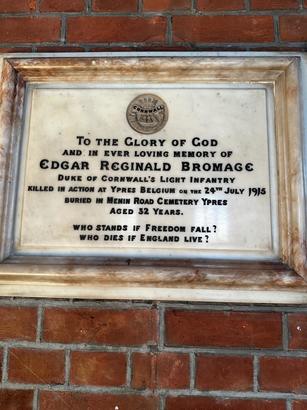 CORNWALL
TO THE GLORY OF GOD
AND IN EVER LOVING MEMORY OF
EDGAR REGINALD BROMAGE
DUKE OF CORNWALL'S LIGHT INFANTRY
KILLED IN ACTION AT YPRES BELGIUM ON THE 24TH JULY 1915
BURIED IN MENIN ROAD CEMETERY YPRES
AGED 32 YEARS.
WHO STANDS IF FREEDOM FALL?
WHO DIES IF ENGLAND LIVE?